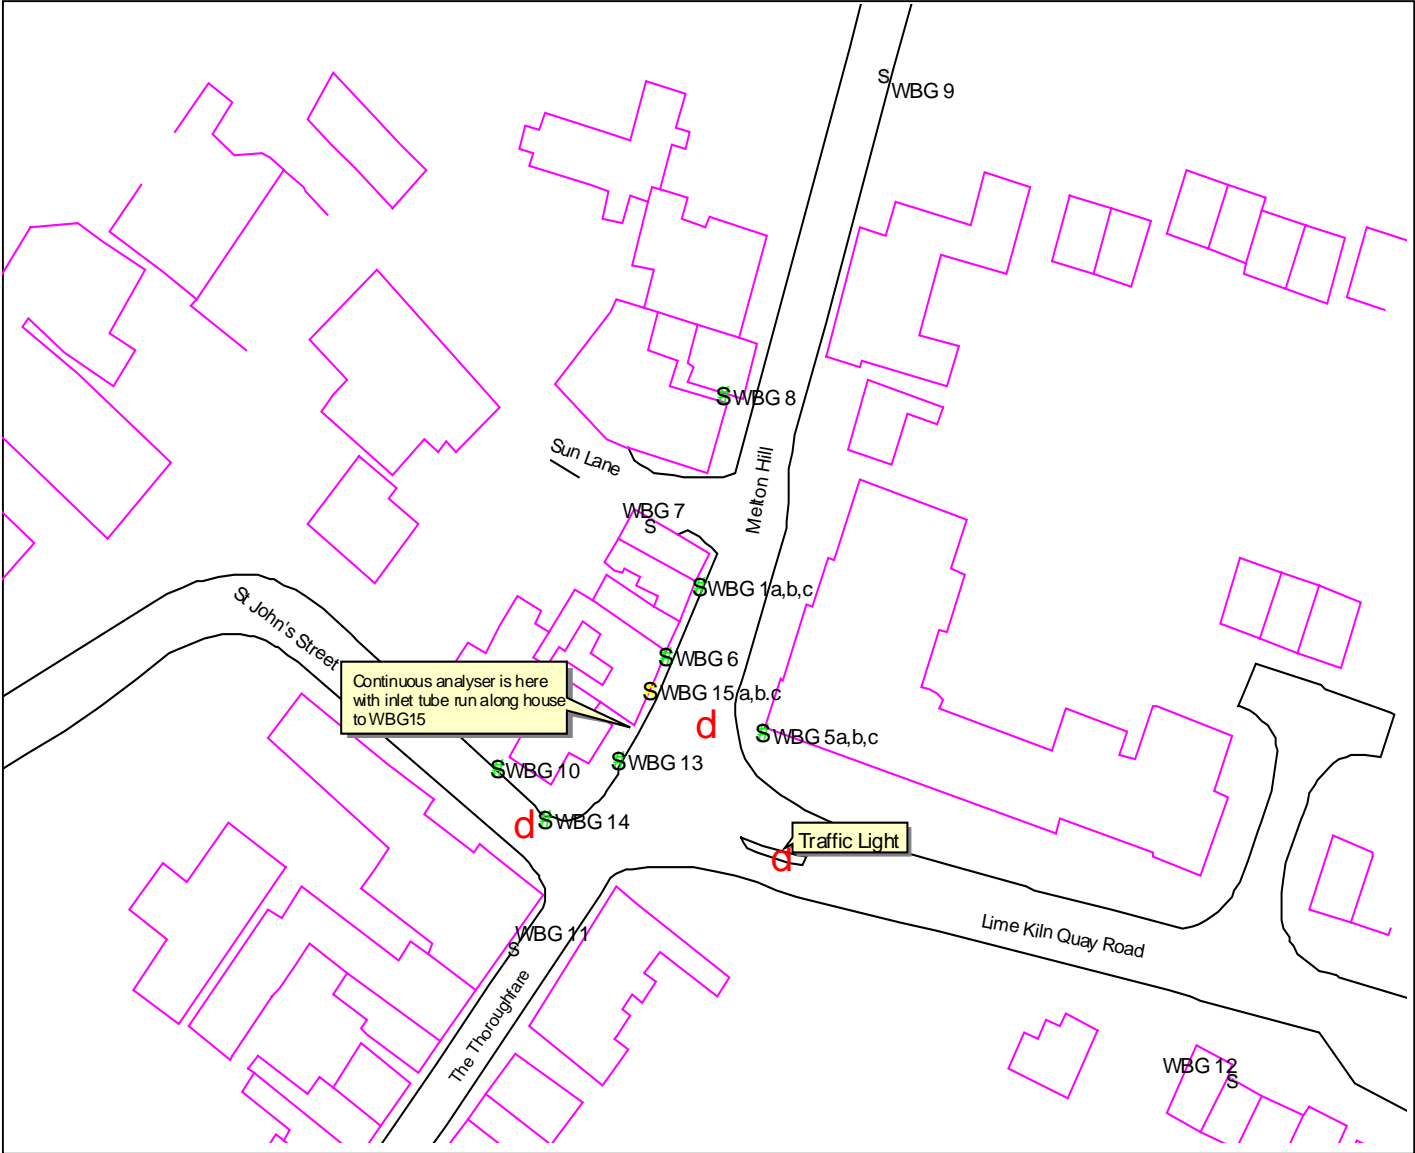 S
WBG 9
S WBG 8
Sun Lane
Melton Hill
WBG 7
S
S WBG 1a,b,c
St John's Street
S WBG 6
Continuous analyser is here
with inlet tube run along house
to WBG15
S WBG 15 a,b.c
d
S WBG 5a,b,c
S WBG 13
S WBG 10
d S WBG 14
Traffic Light
d
WBG 11
S
Lime Kiln Quay Road
The Thoroughfare
WBG 12
S